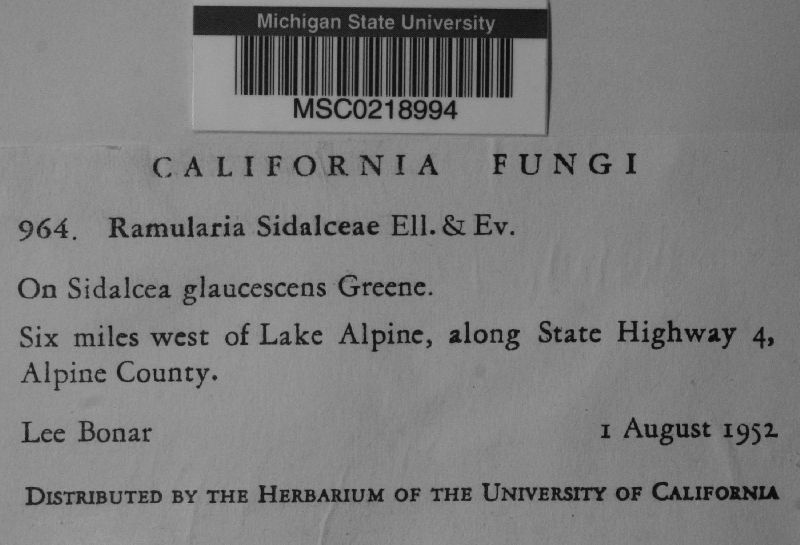 Michigan State University
MSC0218994
CALIFORNIA FUNGI
964. Ramularia Sidalceae Ell. & Ev.
On Sidalcea glaucescens Greene.
Six miles west of Lake Alpine, along State Highway 4,
Alpine County.
Lee Bonar 1 August 1952
DISTRIBUTED BY THE HERBARIUM OF THE UNIVERSITY OF CALIFORNIA